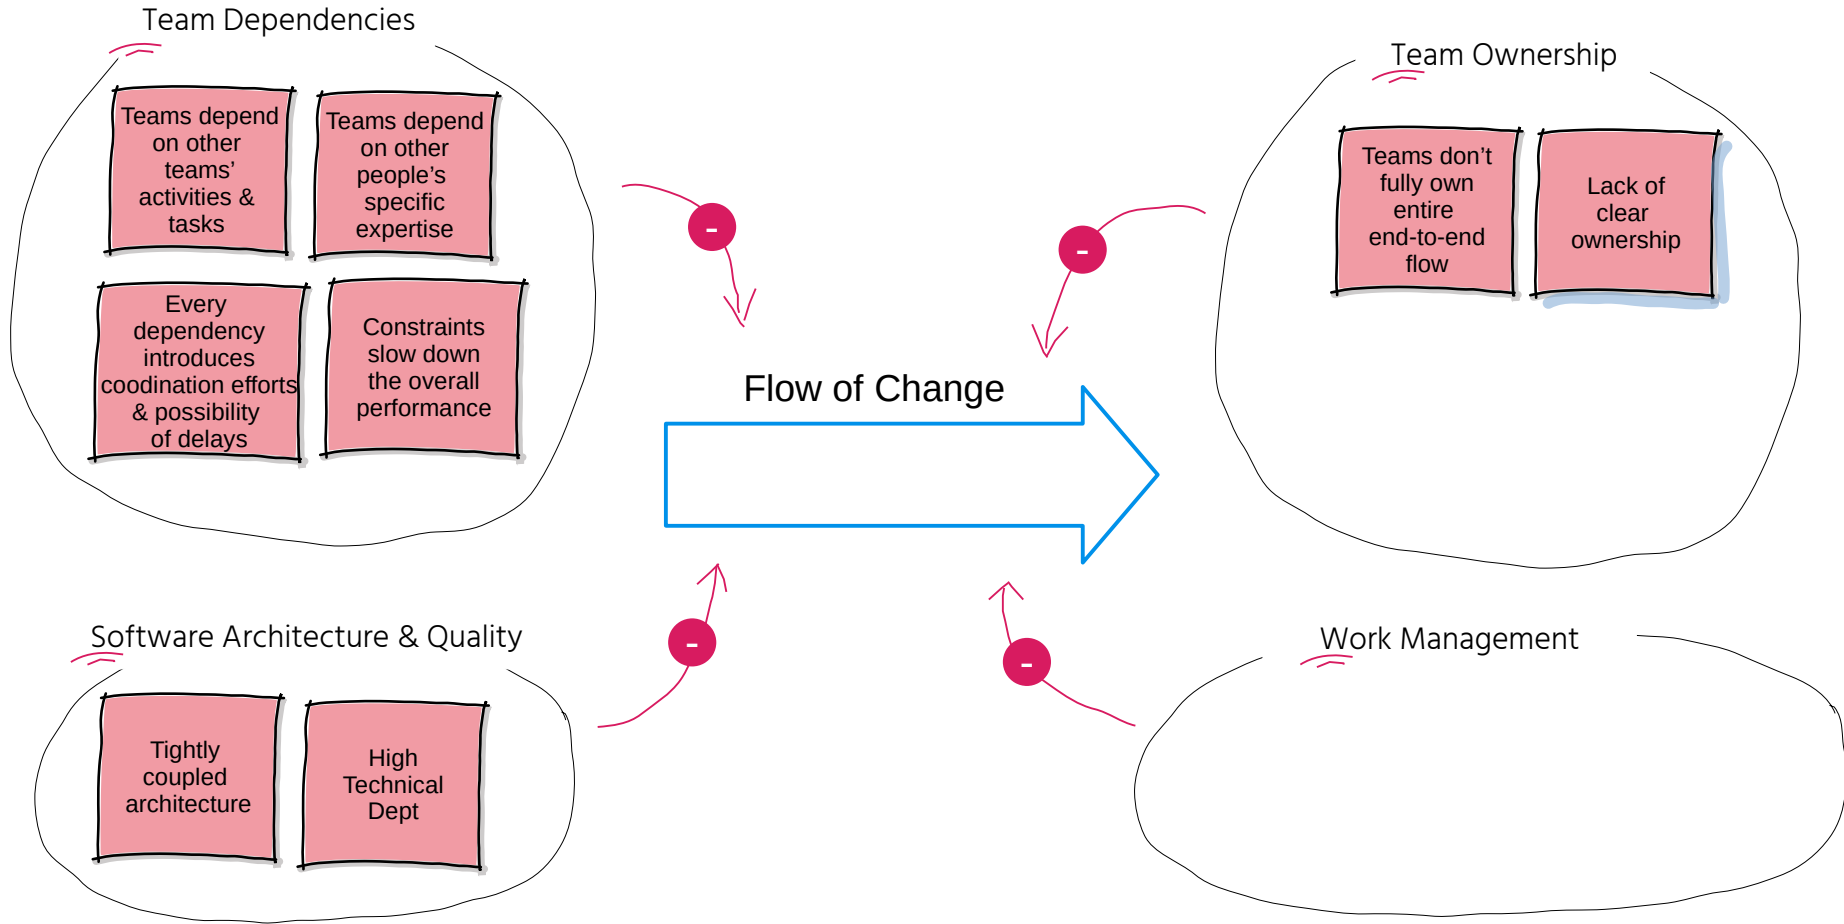 Team Dependencies
Teams depend
on other
teams’
activities &
tasks
Teams depend
on other
people’s
specific
expertise
Every
dependency
introduces
coodination efforts
& possibility
of delays
Constraints
slow down
the overall
performance
-
-
Team Ownership
Teams don’t
fully own
entire
end-to-end
flow
Lack of
clear
ownership
Flow of Change
Software Architecture & Quality
Tightly
coupled
architecture
High
Technical
Dept
-
-
Work Management